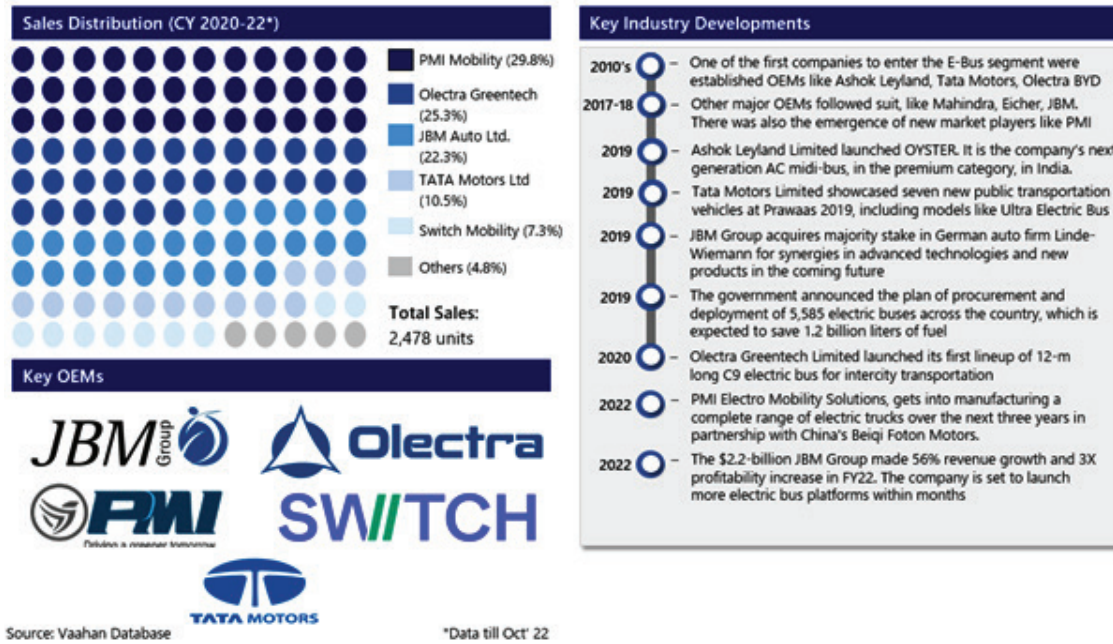 Sales Distribution (CY 2020-22*)
PMI Mobility (29.8%)
Olectra Greentech
(25.3%)
JBM Auto Ltd.
(22.3%)
TATA Motors Ltd
(10.5%)
Switch Mobility (7.3%)
Others (4.8%)
Total Sales:
2,478 units
Key OEMs
JBM Group
Olectra
PMI
Driving a greener tomorrow
SWITCH
TATA MOTORS
Source: Vaahan Database
*Data till Oct' 22
Key Industry Developments
2010's – One of the first companies to enter the E-Bus segment were
established OEMs like Ashok Leyland, Tata Motors, Olectra BYD
2017-18 – Other major OEMs followed suit, like Mahindra, Eicher, JBM.
There was also the emergence of new market players like PMI
2019 – Ashok Leyland Limited launched OYSTER. It is the company's next
generation AC midi-bus, in the premium category, in India.
2019 – Tata Motors Limited showcased seven new public transportation
vehicles at Prawaas 2019, including models like Ultra Electric Bus
2019 – JBM Group acquires majority stake in German auto firm Linde-
Wiemann for synergies in advanced technologies and new
products in the coming future
2019 – The government announced the plan of procurement and
deployment of 5,585 electric buses across the country, which is
expected to save 1.2 billion liters of fuel
2020 – Olectra Greentech Limited launched its first lineup of 12-m
long C9 electric bus for intercity transportation
2022 – PMI Electro Mobility Solutions, gets into manufacturing a
complete range of electric trucks over the next three years in
partnership with China's Beiqi Foton Motors.
2022 – The $2.2-billion JBM Group made 56% revenue growth and 3X
profitability increase in FY22. The company is set to launch
more electric bus platforms within months